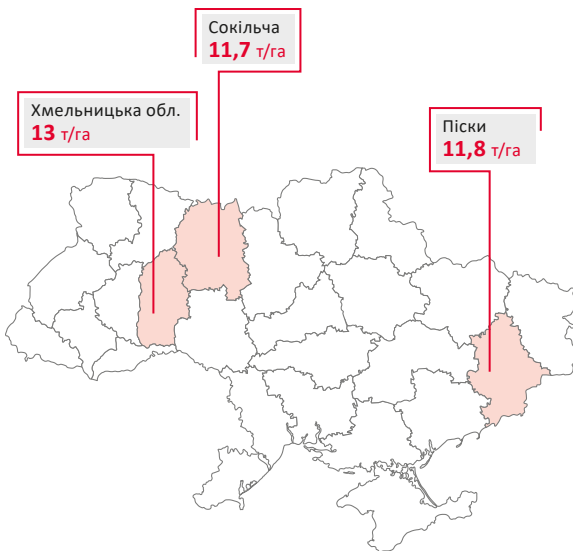 Сокільча
11,7 т/га
Хмельницька обл.
13 т/га
Піски
11,8 т/га